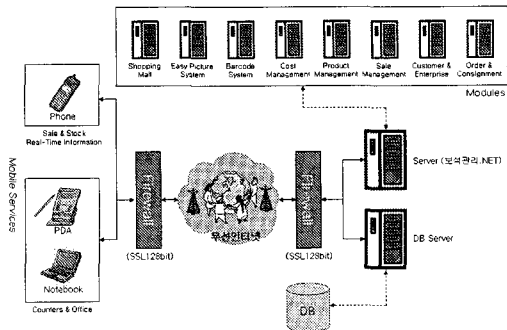 Shopping Mall
Easy Picture System
Barcode System
Cost Management
Product Management
Sale Management
Customer & Enterprise
Order & Consignment
Modules
Phone
Sale & Stock
Real-Time Information
Mobile Services
PDA
Notebook
Counters & Office
Firewall
(SSL128bit)
무선인터넷
Firewall
(SSL128bit)
Server (보석관리.NET)
DB Server
DB